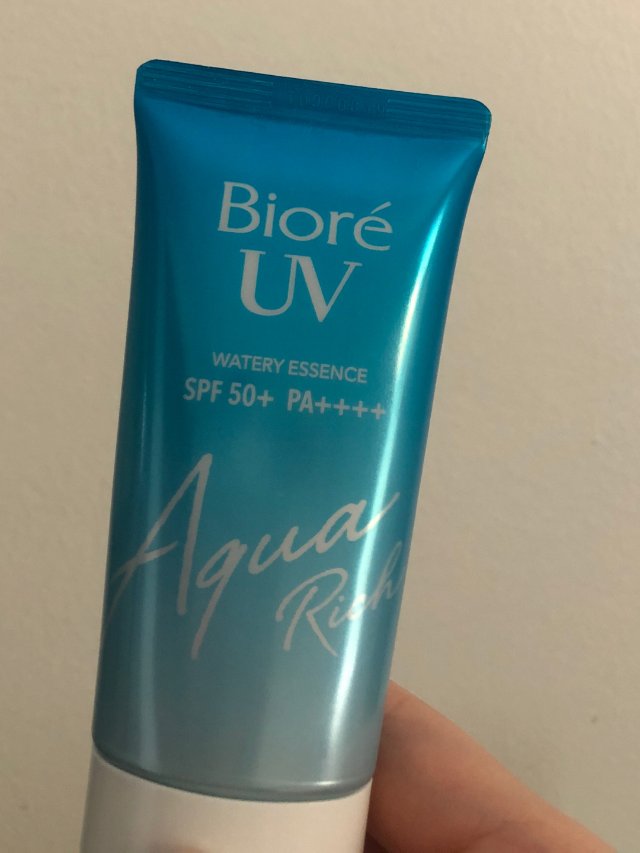 Bioré
UV
WATERY ESSENCE
SPF 50+ PA++++
Aqua
Rich